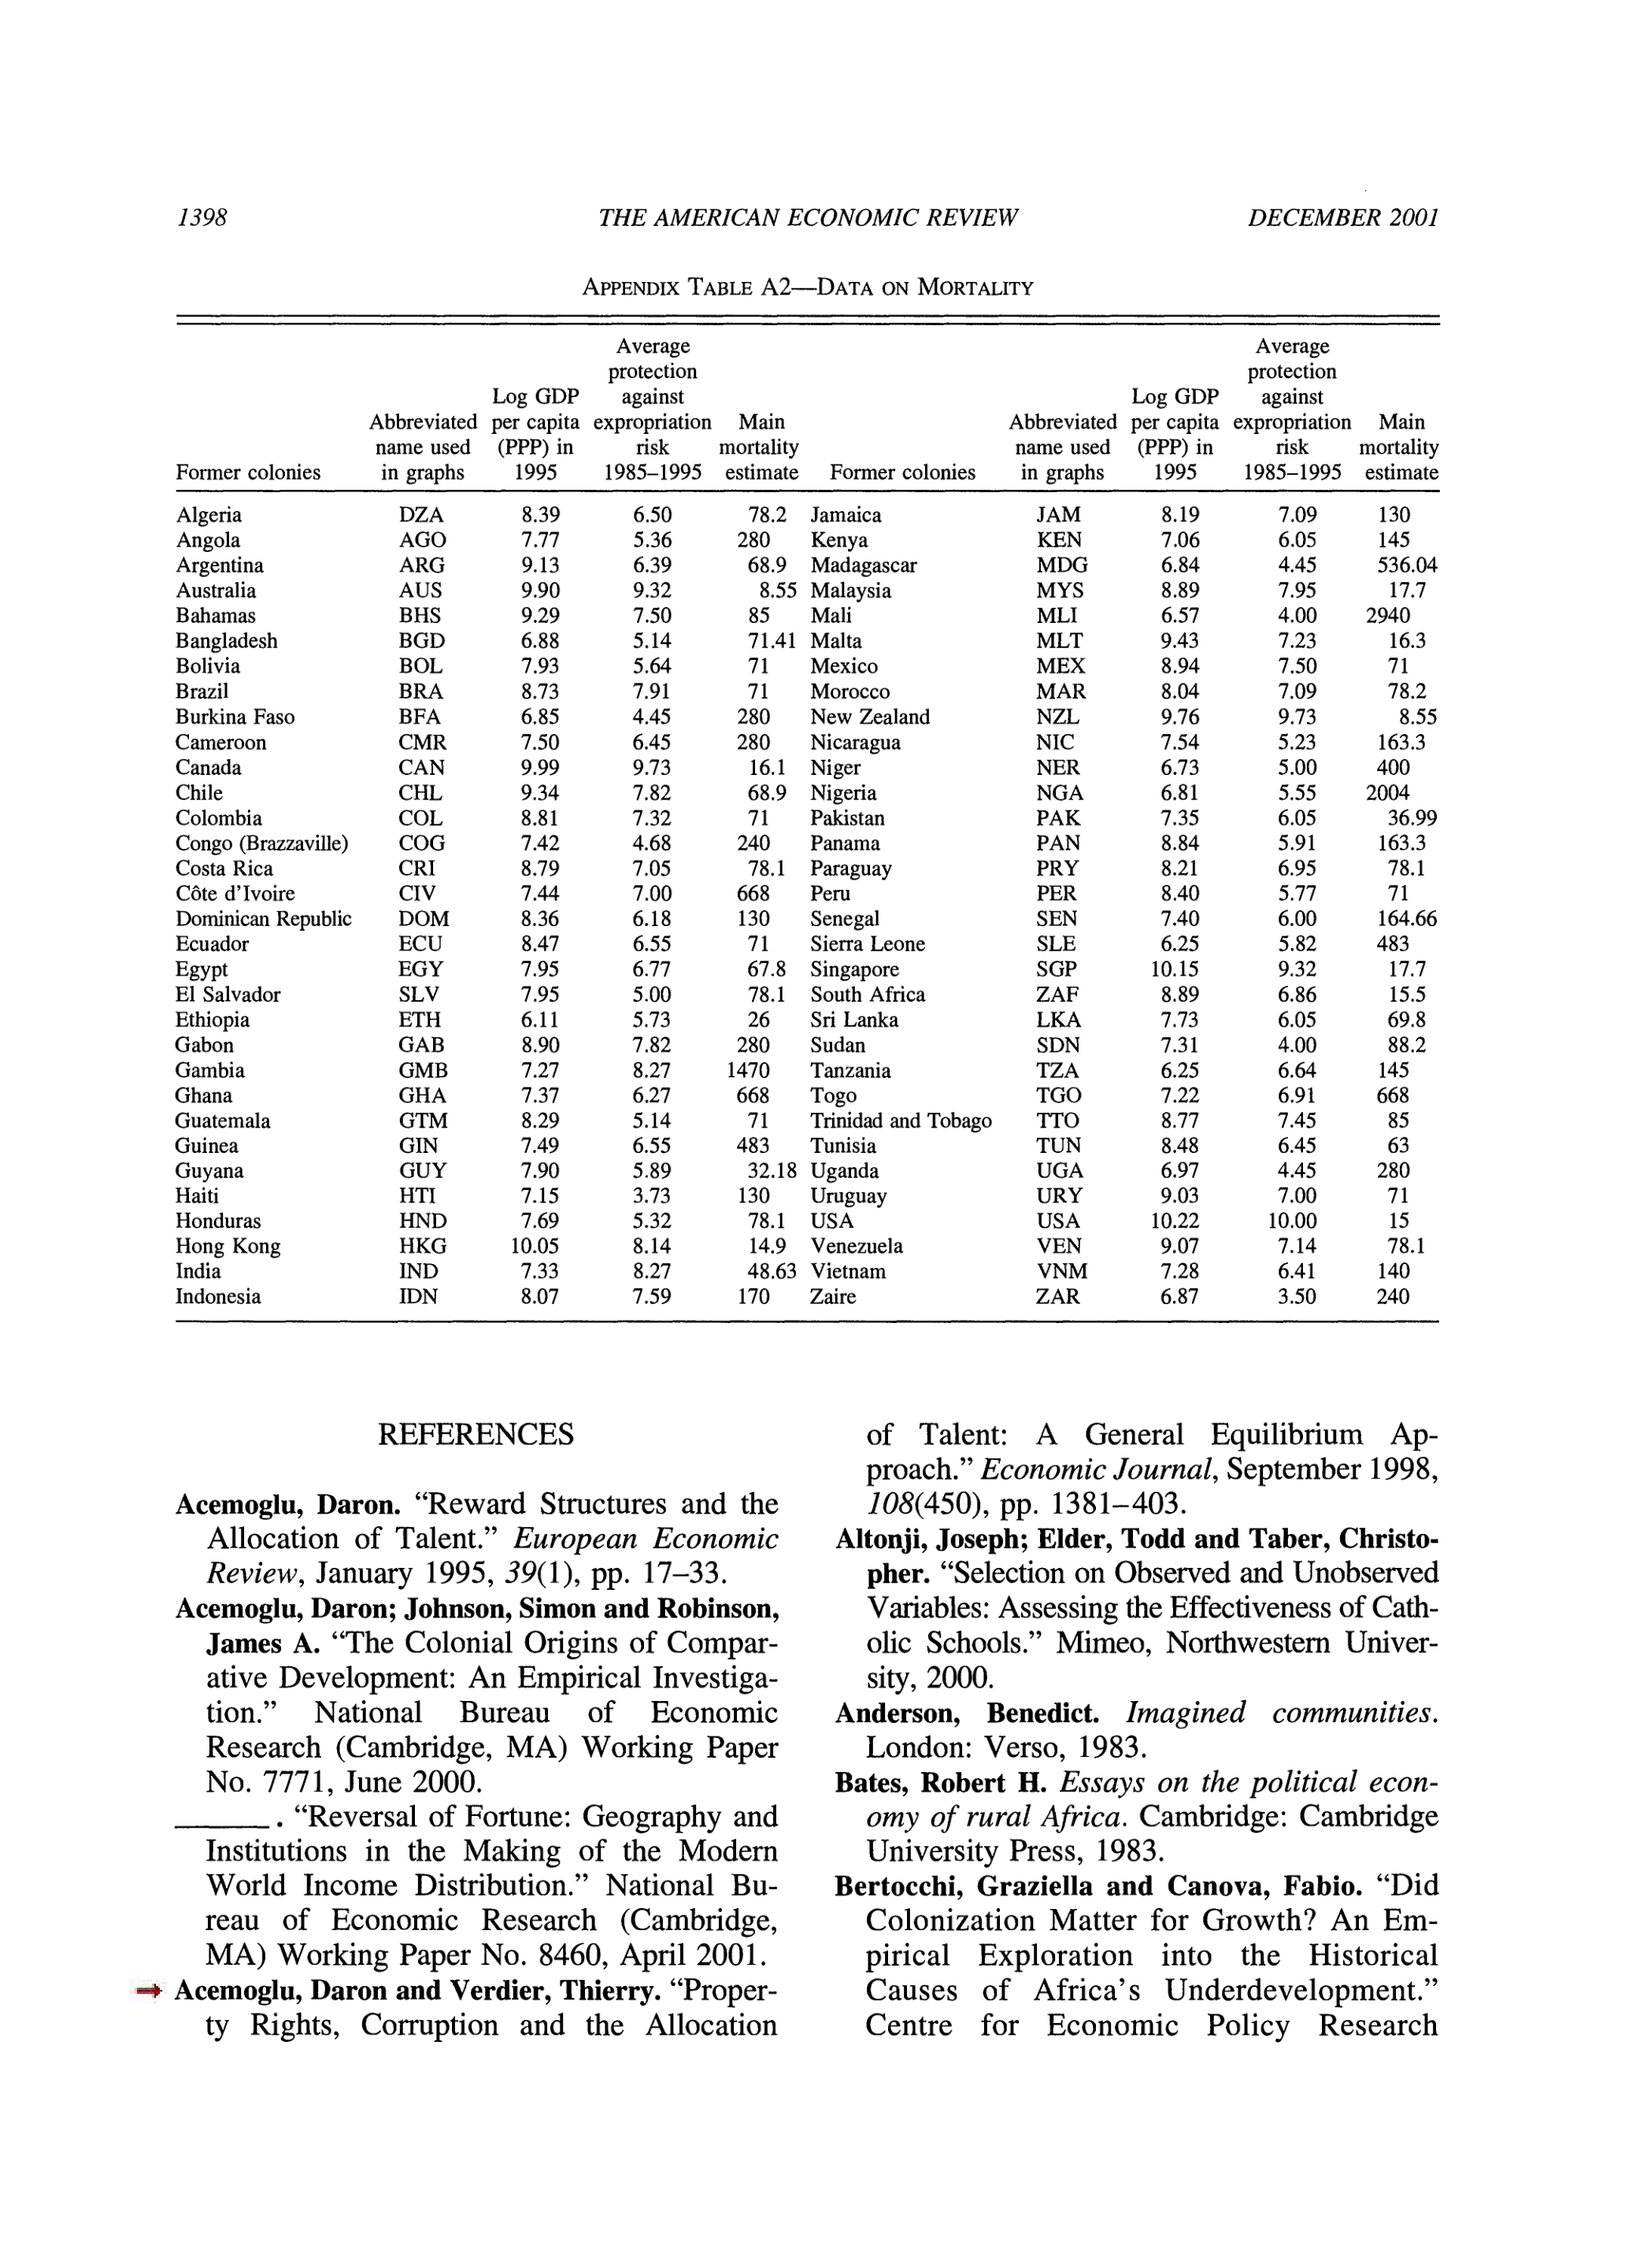 1398 THE AMERICAN ECONOMIC REVIEW DECEMBER 2001
APPENDIX TABLE A2—DATA ON MORTALITY
Average Average
protection protection
Log GDP against Log GDP against
Abbreviated per capita expropriation Main Abbreviated per capita expropriation Main
name used (PPP) in risk mortality name used (PPP) in risk mortality
Former colonies in graphs 1995 1985–1995 estimate Former colonies in graphs 1995 1985–1995 estimate
Algeria DZA 8.39 6.50 78.2 Jamaica JAM 8.19 7.09 130
Angola AGO 7.77 5.36 280 Kenya KEN 7.06 6.05 145
Argentina ARG 9.13 6.39 68.9 Madagascar MDG 6.84 4.45 536.04
Australia AUS 9.90 9.32 8.55 Malaysia MYS 8.89 7.95 17.7
Bahamas BHS 9.29 7.50 85 Mali MLI 6.57 4.00 2940
Bangladesh BGD 6.88 5.14 71.41 Malta MLT 9.43 7.23 16.3
Bolivia BOL 7.93 5.64 71 Mexico MEX 8.94 7.50 71
Brazil BRA 8.73 7.91 71 Morocco MAR 8.04 7.09 78.2
Burkina Faso BFA 6.85 4.45 280 New Zealand NZL 9.76 9.73 8.55
Cameroon CMR 7.50 6.45 280 Nicaragua NIC 7.54 5.23 163.3
Canada CAN 9.99 9.73 16.1 Niger NER 6.73 5.00 400
Chile CHL 9.34 7.82 68.9 Nigeria NGA 6.81 5.55 2004
Colombia COL 8.81 7.32 71 Pakistan PAK 7.35 6.05 36.99
Congo (Brazzaville) COG 7.42 4.68 240 Panama PAN 8.84 5.91 163.3
Costa Rica CRI 8.79 7.05 78.1 Paraguay PRY 8.21 6.95 78.1
Côte d'Ivoire CIV 7.44 7.00 668 Peru PER 8.40 5.77 71
Dominican Republic DOM 8.36 6.18 130 Senegal SEN 7.40 6.00 164.66
Ecuador ECU 8.47 6.55 71 Sierra Leone SLE 6.25 5.82 483
Egypt EGY 7.95 6.77 67.8 Singapore SGP 10.15 9.32 17.7
El Salvador SLV 7.95 5.00 78.1 South Africa ZAF 8.89 6.86 15.5
Ethiopia ETH 6.11 5.73 26 Sri Lanka LKA 7.73 6.05 69.8
Gabon GAB 8.90 7.82 280 Sudan SDN 7.31 4.00 88.2
Gambia GMB 7.27 8.27 1470 Tanzania TZA 6.25 6.64 145
Ghana GHA 7.37 6.27 668 Togo TGO 7.22 6.91 668
Guatemala GTM 8.29 5.14 71 Trinidad and Tobago TTO 8.77 7.45 85
Guinea GIN 7.49 6.55 483 Tunisia TUN 8.48 6.45 63
Guyana GUY 7.90 5.89 32.18 Uganda UGA 6.97 4.45 280
Haiti HTI 7.15 3.73 130 Uruguay URY 9.03 7.00 71
Honduras HND 7.69 5.32 78.1 USA USA 10.22 10.00 15
Hong Kong HKG 10.05 8.14 14.9 Venezuela VEN 9.07 7.14 78.1
India IND 7.33 8.27 48.63 Vietnam VNM 7.28 6.41 140
Indonesia IDN 8.07 7.59 170 Zaire ZAR 6.87 3.50 240
REFERENCES
Acemoglu, Daron. “Reward Structures and the
Allocation of Talent.” European Economic
Review, January 1995, 39(1), pp. 17–33.
Acemoglu, Daron; Johnson, Simon and Robinson,
James A. “The Colonial Origins of Compar-
ative Development: An Empirical Investiga-
tion.” National Bureau of Economic
Research (Cambridge, MA) Working Paper
No. 7771, June 2000.
______. “Reversal of Fortune: Geography and
Institutions in the Making of the Modern
World Income Distribution.” National Bu-
reau of Economic Research (Cambridge,
MA) Working Paper No. 8460, April 2001.
Acemoglu, Daron and Verdier, Thierry. “Proper-
ty Rights, Corruption and the Allocation
of Talent: A General Equilibrium Ap-
proach.” Economic Journal, September 1998,
108(450), pp. 1381–403.
Altonji, Joseph; Elder, Todd and Taber, Christo-
pher. “Selection on Observed and Unobserved
Variables: Assessing the Effectiveness of Cath-
olic Schools.” Mimeo, Northwestern Univer-
sity, 2000.
Anderson, Benedict. Imagined communities.
London: Verso, 1983.
Bates, Robert H. Essays on the political econ-
omy of rural Africa. Cambridge: Cambridge
University Press, 1983.
Bertocchi, Graziella and Canova, Fabio. “Did
Colonization Matter for Growth? An Em-
pirical Exploration into the Historical
Causes of Africa's Underdevelopment.”
Centre for Economic Policy Research